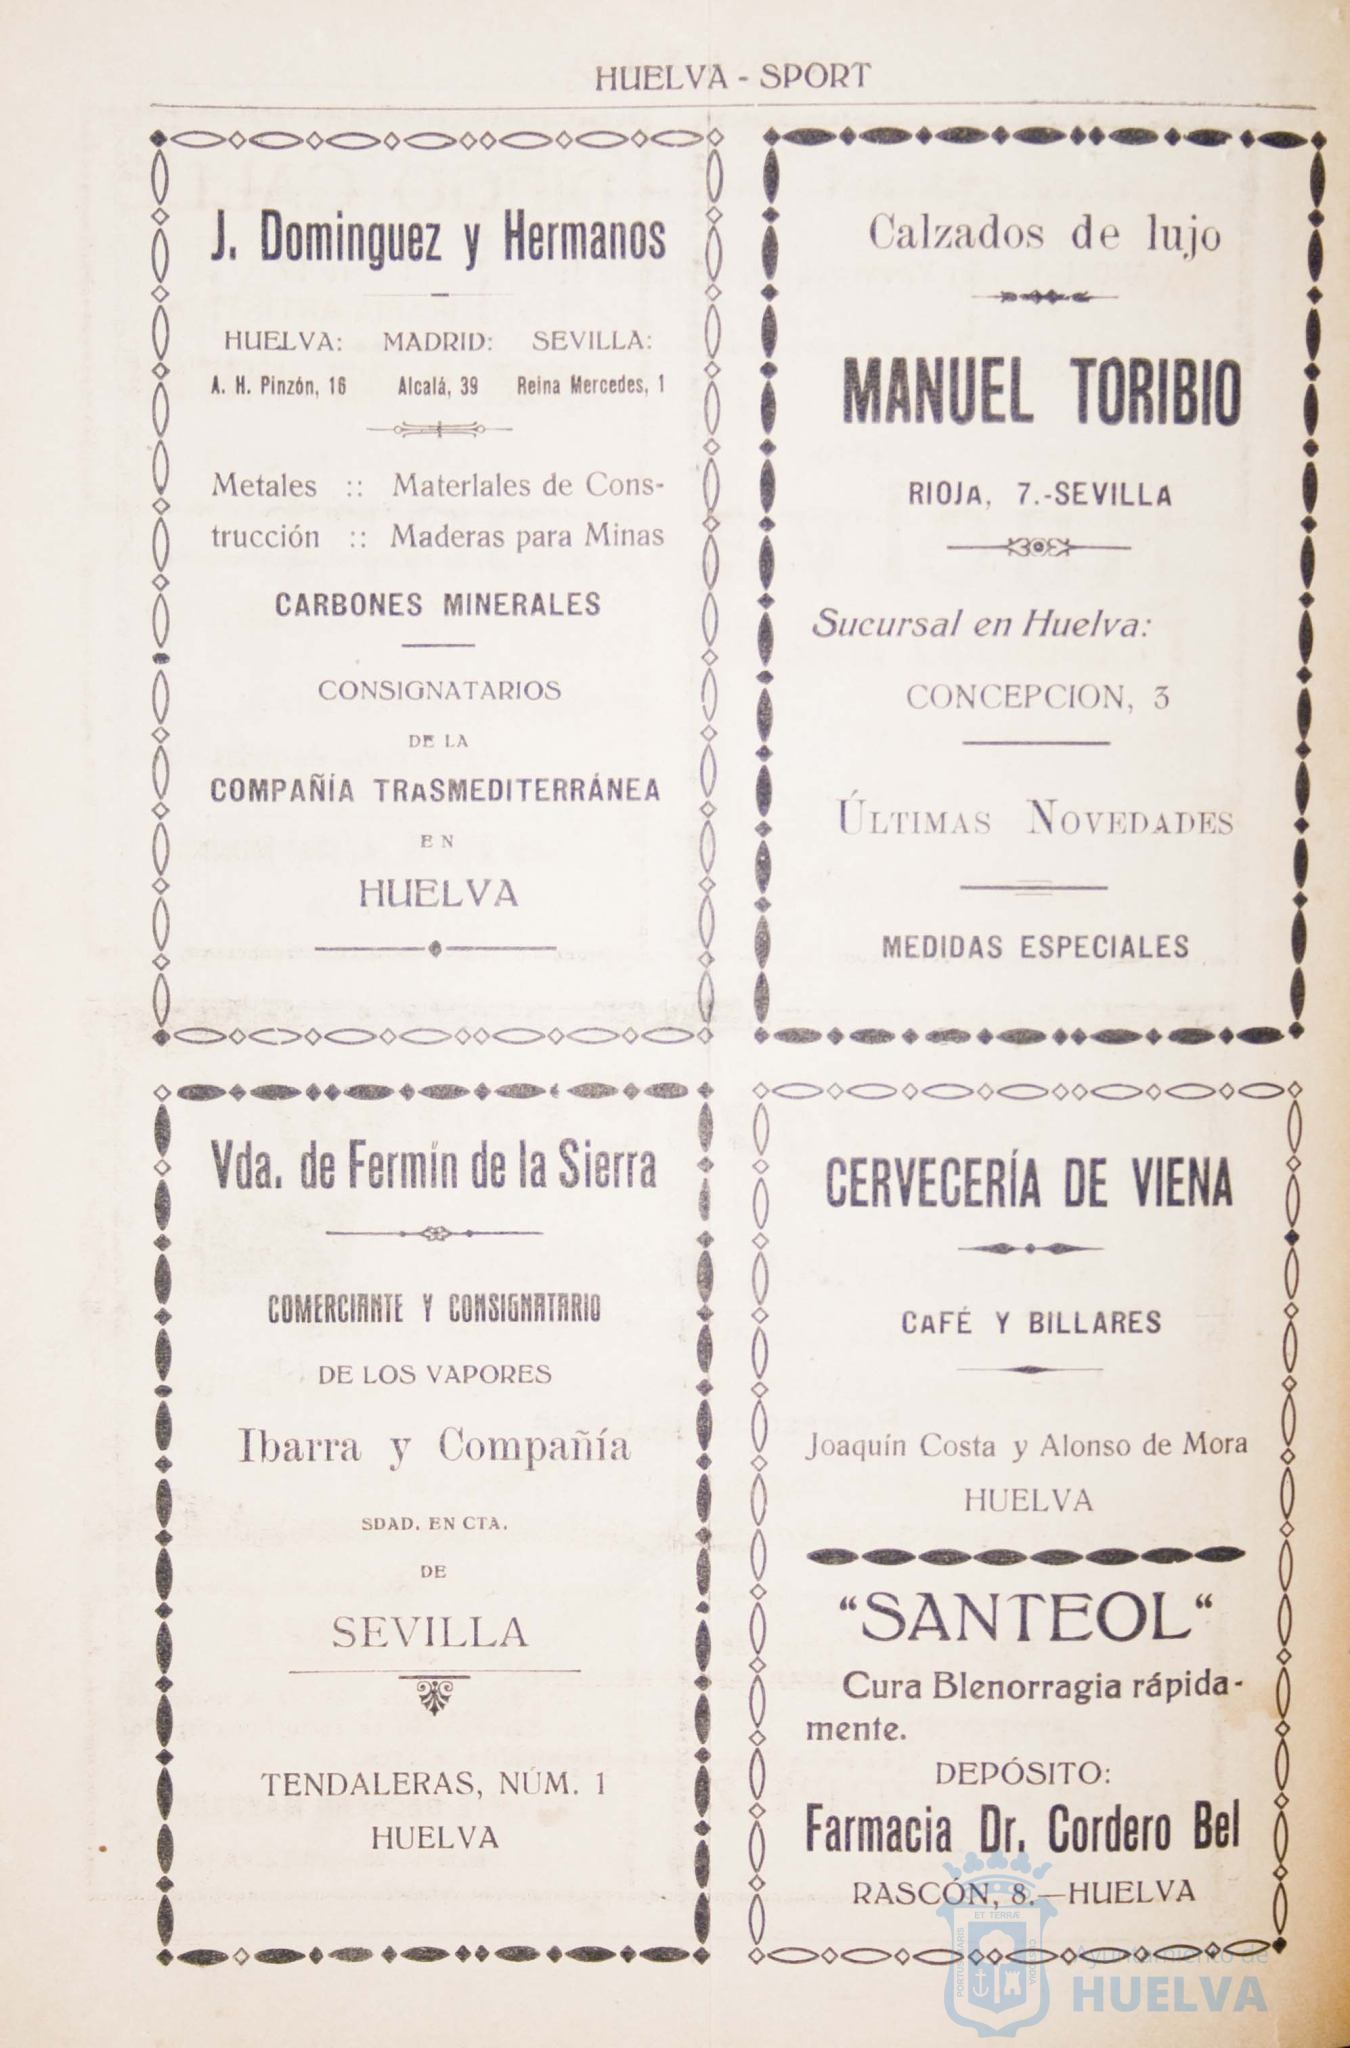 HUELVA - SPORT
J. Dominguez y Hermanos
HUELVA: MADRID: SEVILLA:
A. H. Pinzón, 16 Alcalá, 39 Reina Mercedes, 1
Metales :: Materlales de Cons-
trucción :: Maderas para Minas
CARBONES MINERALES
CONSIGNATARIOS
DE LA
COMPAÑÍA TRASMEDITERRÁNEA
EN
HUELVA
Calzados de lujo
MANUEL TORIBIO
RIOJA, 7.-SEVILLA
Sucursal en Huelva:
CONCEPCION, 3
ÚLTIMAS NOVEDADES
MEDIDAS ESPECIALES
Vda. de Fermín de la Sierra
COMERCIANTE Y CONSIGNATARIO
DE LOS VAPORES
Ibarra y Compañía
SDAD. EN CTA.
DE
SEVILLA
TENDALERAS, NÚM. 1
HUELVA
CERVECERÍA DE VIENA
CAFÉ Y BILLARES
Joaquín Costa y Alonso de Mora
HUELVA
"SANTEOL"
Cura Blenorragia rápida-
mente.
DEPÓSITO:
Farmacia Dr. Cordero Bel
RASCÓN, 8.—HUELVA
PORTUS MARIS
ET TERRÆ
CUSTODIA
Ayuntamiento de
HUELVA